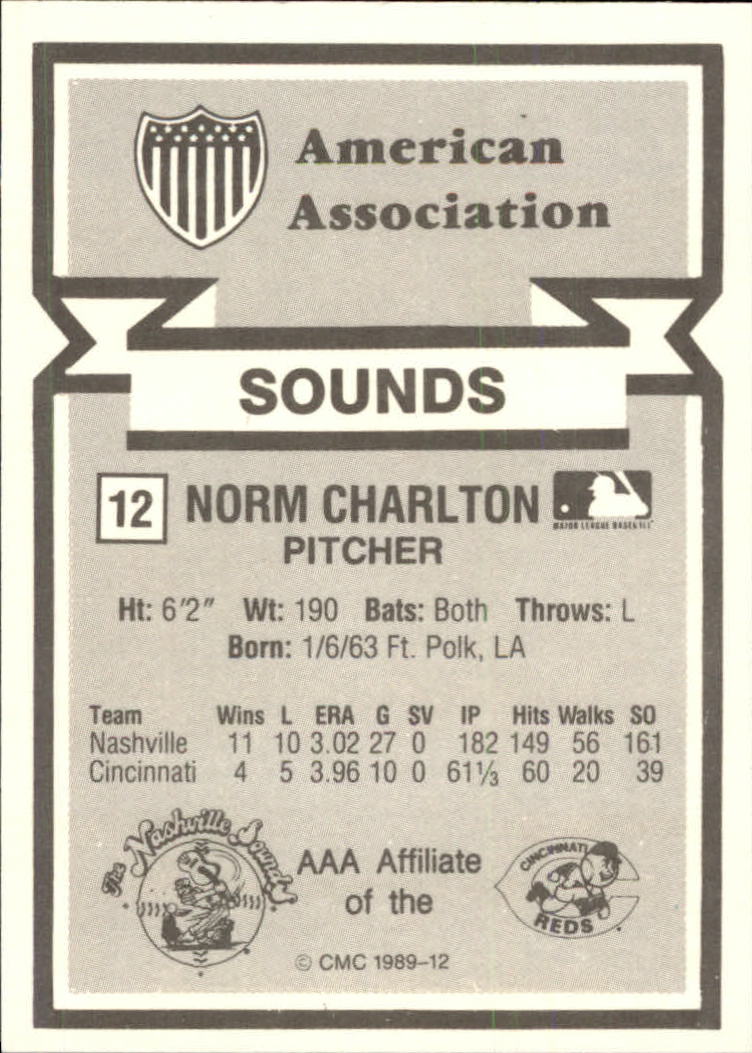 American
Association
SOUNDS
12 NORM CHARLTON
MAJOR LEAGUE BASEBALL
PITCHER
Ht: 6'2" Wt: 190 Bats: Both Throws: L
Born: 1/6/63 Ft. Polk, LA
Team Wins L ERA G SV IP Hits Walks SO
Nashville 11 10 3.02 27 0 182 149 56 161
Cincinnati 4 5 3.96 10 0 61⅓ 60 20 39
The Nashville Sounds
AAA Affiliate
of the
CINCINNATI
REDS
© CMC 1989-12